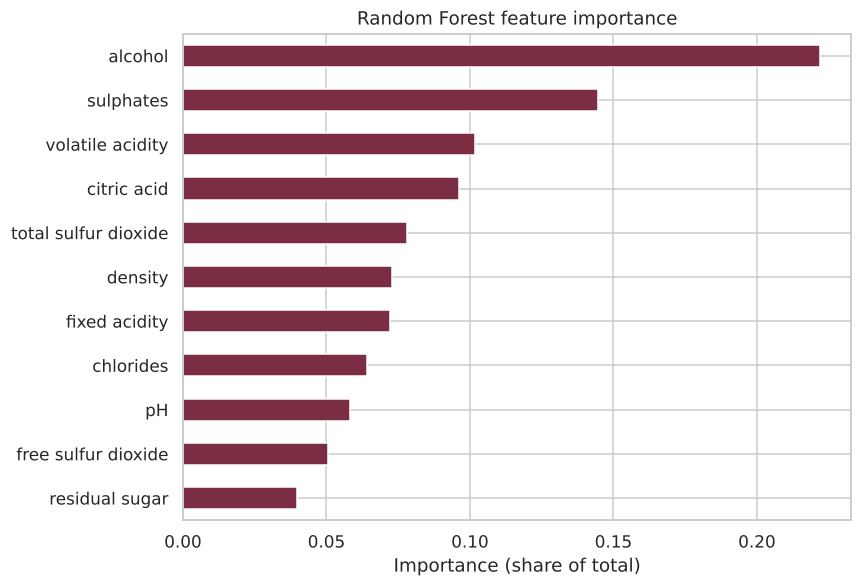 Random Forest feature importance
alcohol
sulphates
volatile acidity
citric acid
total sulfur dioxide
density
fixed acidity
chlorides
pH
free sulfur dioxide
residual sugar
0.00 0.05 0.10 0.15 0.20
Importance (share of total)